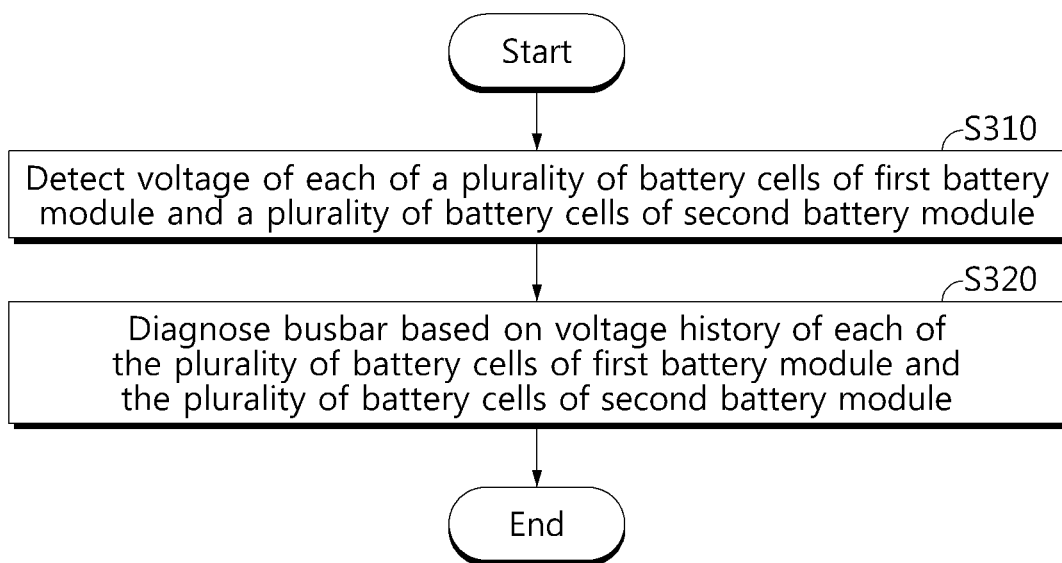 Start
S310
Detect voltage of each of a plurality of battery cells of first battery
module and a plurality of battery cells of second battery module
S320
Diagnose busbar based on voltage history of each of
the plurality of battery cells of first battery module and
the plurality of battery cells of second battery module
End